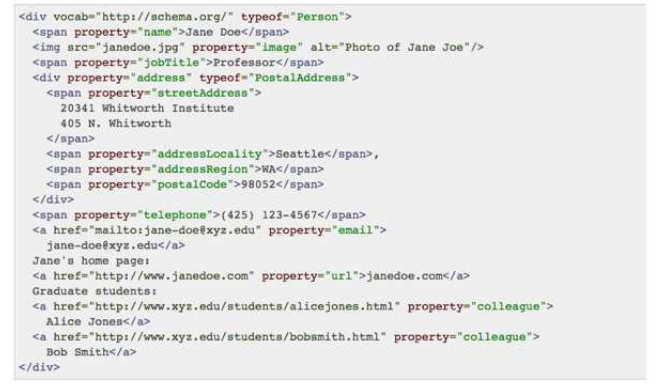 <div vocab="http://schema.org/" typeof="Person">
<span property="name">Jane Doe</span>
<img src="janedoe.jpg" property="image" alt="Photo of Jane Joe"/>
<span property="jobTitle">Professor</span>
<div property="address" typeof="PostalAddress">
<span property="streetAddress">
20341 Whitworth Institute
405 N. Whitworth
</span>
<span property="addressLocality">Seattle</span>,
<span property="addressRegion">WA</span>
<span property="postalCode">98052</span>
</div>
<span property="telephone">(425) 123-4567</span>
<a href="mailto:jane-doe@xyz.edu" property="email">
jane-doe@xyz.edu</a>
Jane's home page:
<a href="http://www.janedoe.com" property="url">janedoe.com</a>
Graduate students:
<a href="http://www.xyz.edu/students/alicejones.html" property="colleague">
Alice Jones</a>
<a href="http://www.xyz.edu/students/bobsmith.html" property="colleague">
Bob Smith</a>
</div>